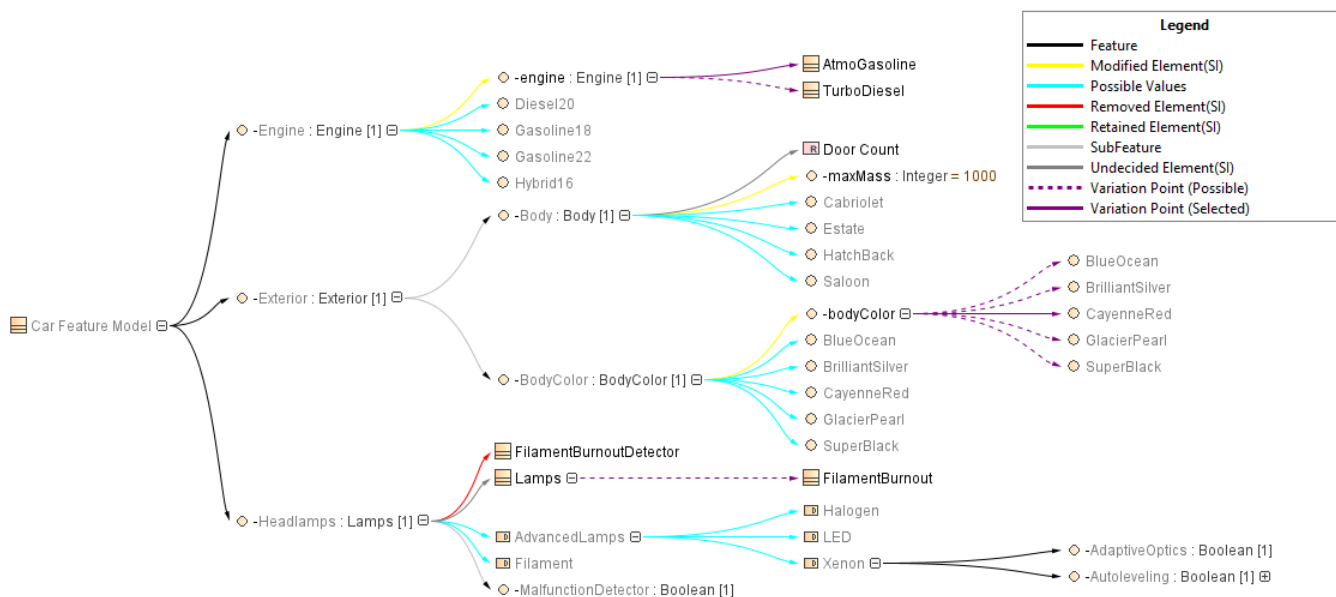 Legend
Feature
Modified Element(SI)
Possible Values
Removed Element(SI)
Retained Element(SI)
SubFeature
Undecided Element(SI)
Variation Point (Possible)
Variation Point (Selected)
Car Feature Model
-Engine : Engine [1]
-engine : Engine [1]
AtmoGasoline
TurboDiesel
Diesel20
Gasoline18
Gasoline22
Hybrid16
-Exterior : Exterior [1]
-Body : Body [1]
Door Count
-maxMass : Integer = 1000
Cabriolet
Estate
HatchBack
Saloon
-BodyColor : BodyColor [1]
-bodyColor
BlueOcean
BrilliantSilver
CayenneRed
GlacierPearl
SuperBlack
BlueOcean
BrilliantSilver
CayenneRed
GlacierPearl
SuperBlack
-Headlamps : Lamps [1]
FilamentBurnoutDetector
Lamps
FilamentBurnout
AdvancedLamps
Halogen
LED
Xenon
-AdaptiveOptics : Boolean [1]
-Autoleveling : Boolean [1]
Filament
-MalfunctionDetector : Boolean [1]